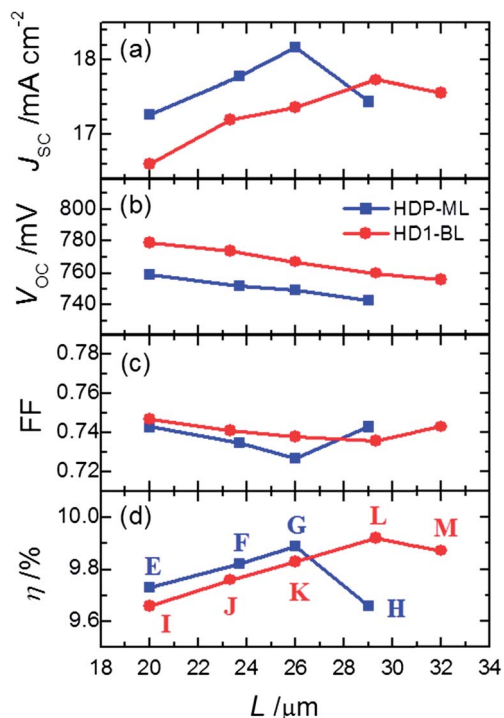 (a)
J_SC /mA cm⁻²
18
17
(b)
V_OC /mV
800
780
760
740
HDP-ML
HD1-BL
(c)
FF
0.78
0.76
0.74
0.72
(d)
η /%
10.0
9.8
9.6
E
F
G
H
I
J
K
L
M
18 20 22 24 26 28 30 32 34
L /μm